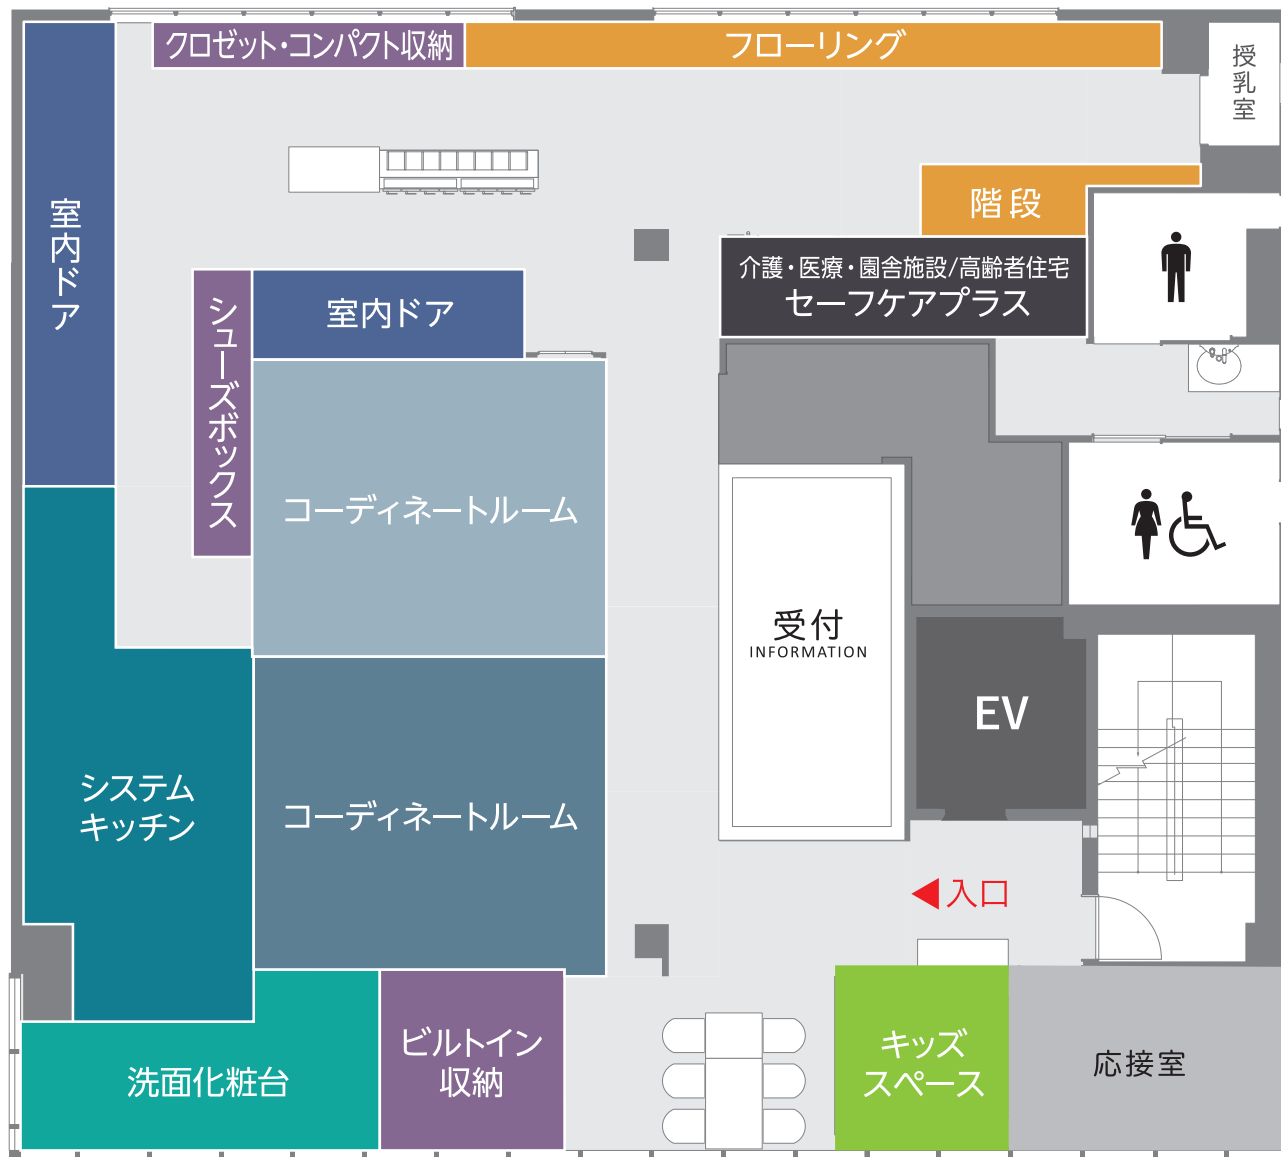 クロゼット・コンパクト収納
フローリング
授乳室
室内ドア
階段
介護・医療・園舎施設/高齢者住宅
セーフケアプラス
シューズボックス
室内ドア
コーディネートルーム
受付
INFORMATION
EV
システム
キッチン
コーディネートルーム
入口
洗面化粧台
ビルトイン
収納
キッズ
スペース
応接室